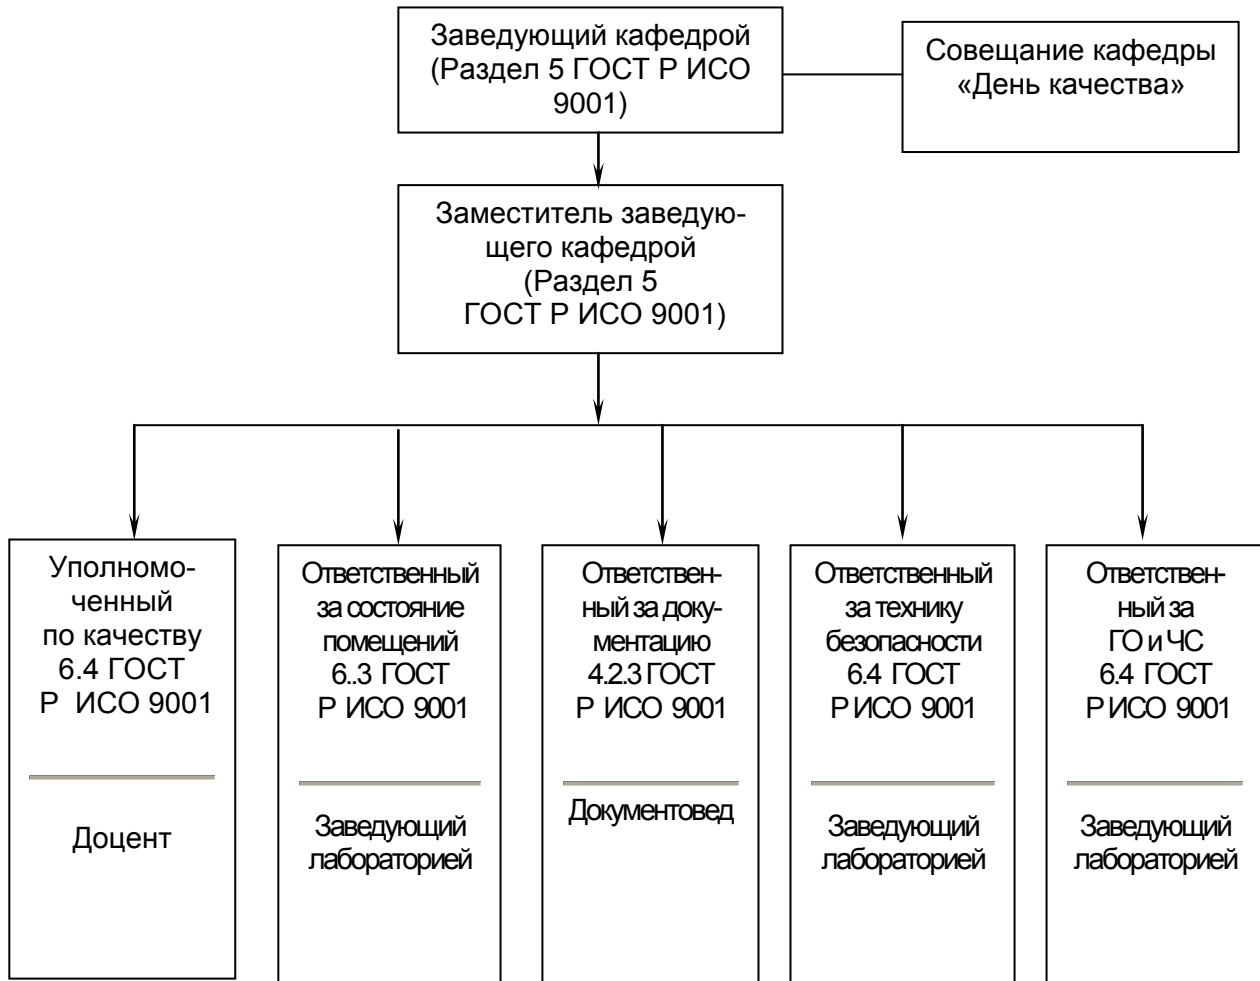 Заведующий кафедрой
(Раздел 5 ГОСТ Р ИСО
9001)
Совещание кафедры
«День качества»
Заместитель заведую-
щего кафедрой
(Раздел 5
ГОСТ Р ИСО 9001)
Уполномо-
ченный
по качеству
6.4 ГОСТ
Р ИСО 9001
Доцент
Ответственный
за состояние
помещений
6..3 ГОСТ
Р ИСО 9001
Заведующий
лабораторией
Ответствен-
ный за доку-
ментацию
4.2.3 ГОСТ
Р ИСО 9001
Документовед
Ответственный
за технику
безопасности
6.4 ГОСТ
Р ИСО 9001
Заведующий
лабораторией
Ответствен-
ный за
ГО и ЧС
6.4 ГОСТ
Р ИСО 9001
Заведующий
лабораторией